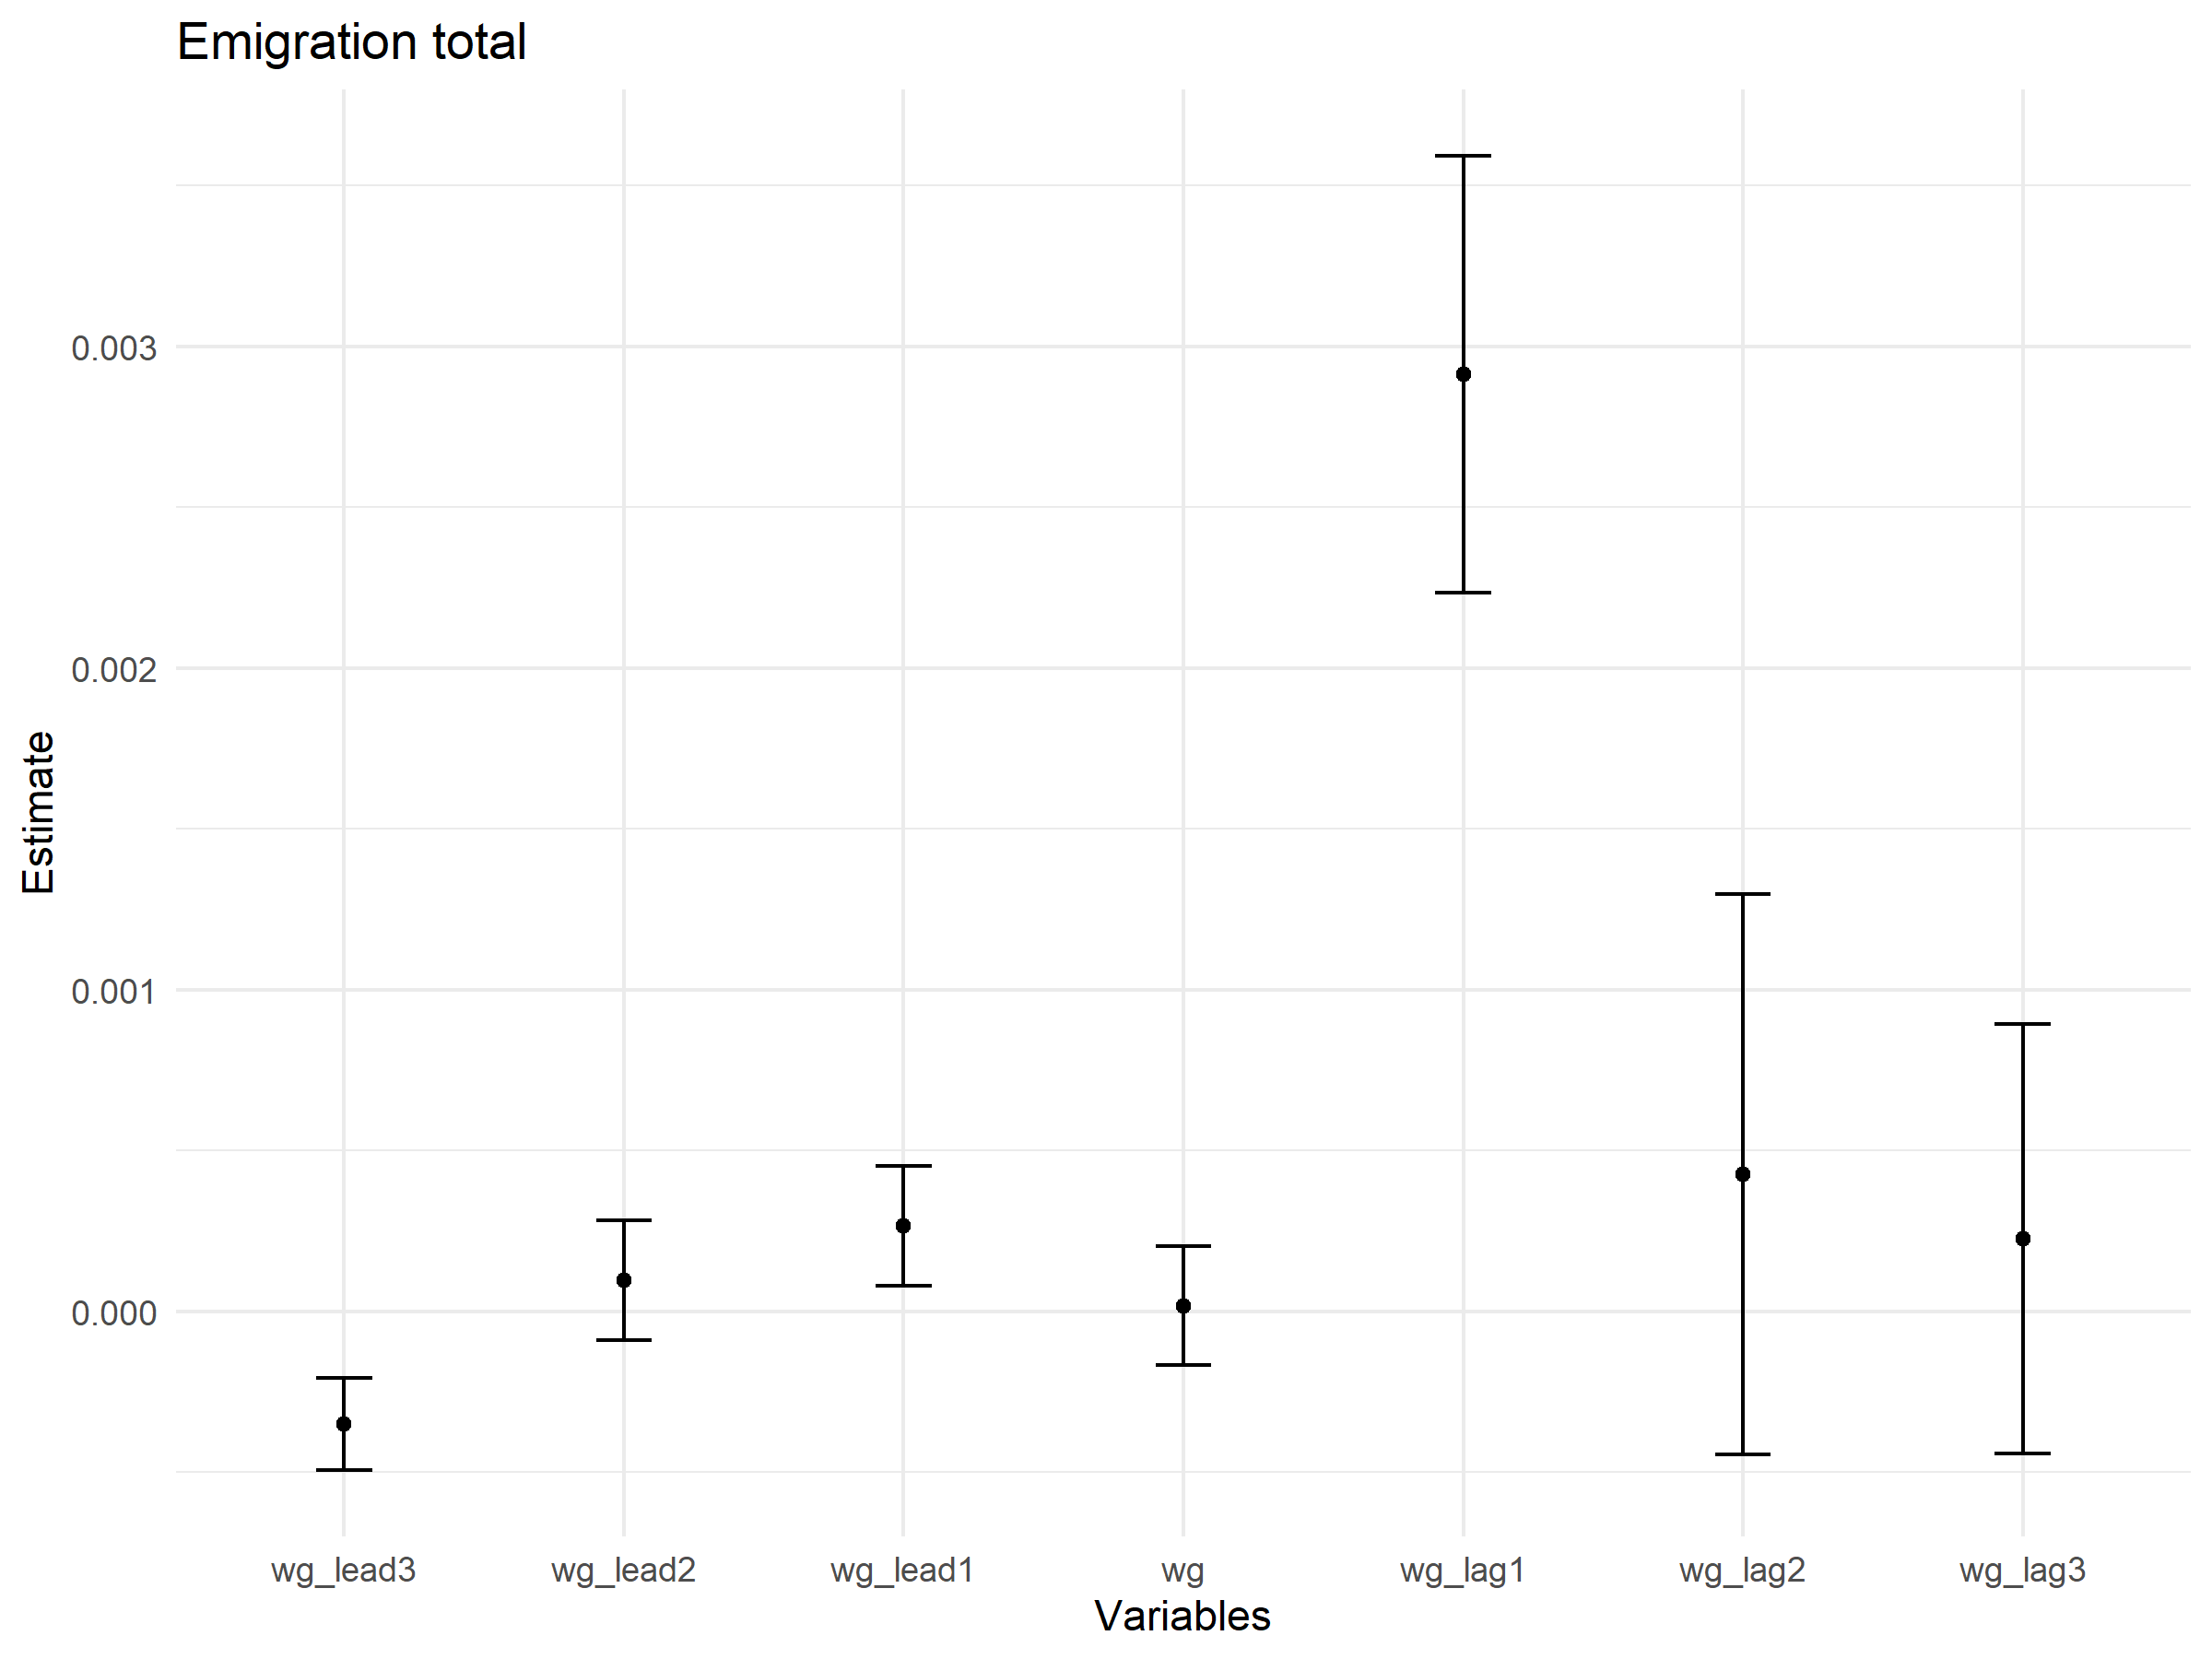 Emigration total
Estimate
0.003
0.002
0.001
0.000
wg_lead3 wg_lead2 wg_lead1 wg wg_lag1 wg_lag2 wg_lag3
Variables